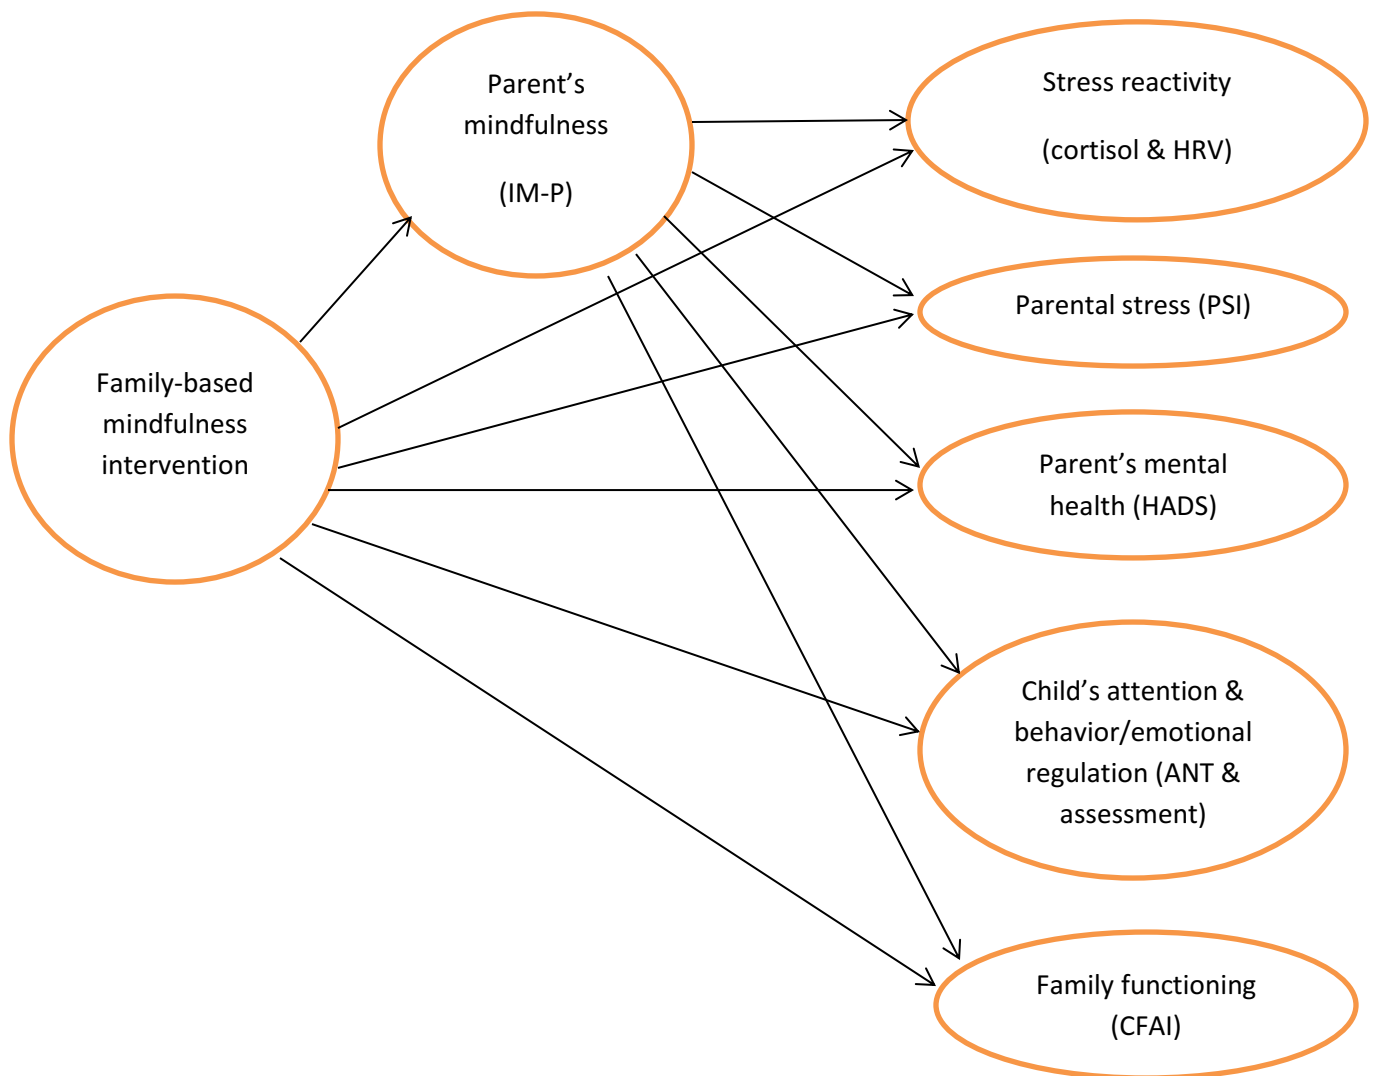 Parent’s
mindfulness
(IM-P)
Stress reactivity
(cortisol & HRV)
Family-based
mindfulness
intervention
Parental stress (PSI)
Parent’s mental
health (HADS)
Child’s attention &
behavior/emotional
regulation (ANT &
assessment)
Family functioning
(CFAI)